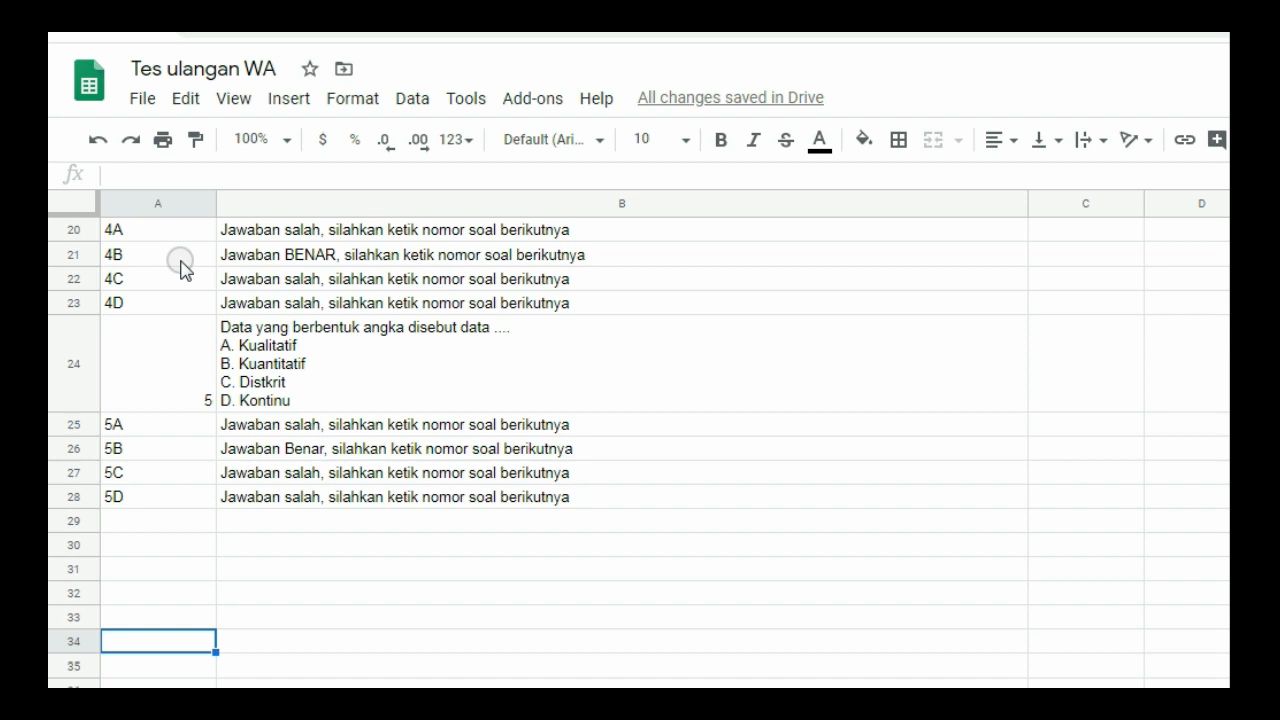 Tes ulangan WA
File Edit View Insert Format Data Tools Add-ons Help All changes saved in Drive
100% $ % .0 .00 123 Default (Ari... 10 B I S A
fx
A B C D
20 4A Jawaban salah, silahkan ketik nomor soal berikutnya
21 4B Jawaban BENAR, silahkan ketik nomor soal berikutnya
22 4C Jawaban salah, silahkan ketik nomor soal berikutnya
23 4D Jawaban salah, silahkan ketik nomor soal berikutnya
Data yang berbentuk angka disebut data ....
A. Kualitatif
24 B. Kuantitatif
C. Distkrit
5 D. Kontinu
25 5A Jawaban salah, silahkan ketik nomor soal berikutnya
26 5B Jawaban Benar, silahkan ketik nomor soal berikutnya
27 5C Jawaban salah, silahkan ketik nomor soal berikutnya
28 5D Jawaban salah, silahkan ketik nomor soal berikutnya
29
30
31
32
33
34
35